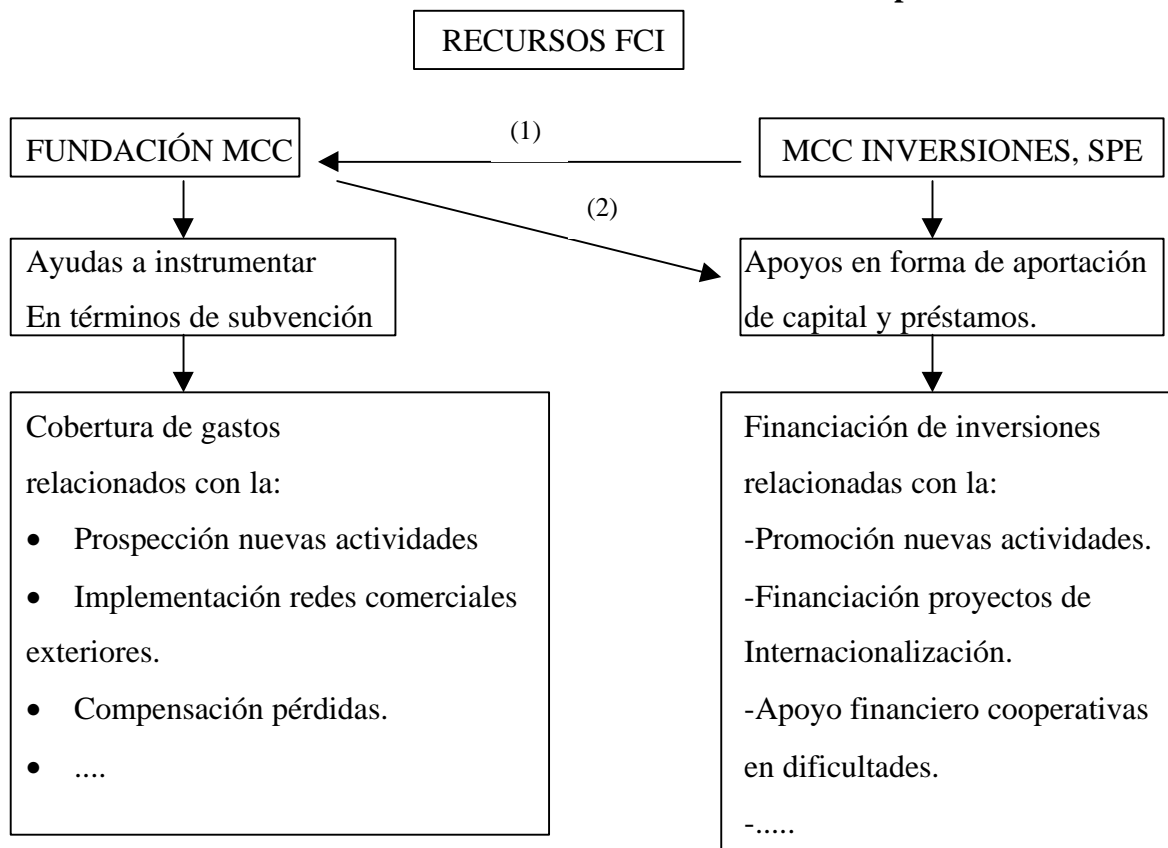 RECURSOS FCI
FUNDACIÓN MCC
(1)
MCC INVERSIONES, SPE
(2)
Ayudas a instrumentar
En términos de subvención
Apoyos en forma de aportación
de capital y préstamos.
Cobertura de gastos
relacionados con la:
• Prospección nuevas actividades
• Implementación redes comerciales
exteriores.
• Compensación pérdidas.
• ....
Financiación de inversiones
relacionadas con la:
-Promoción nuevas actividades.
-Financiación proyectos de
Internacionalización.
-Apoyo financiero cooperativas
en dificultades.
-.....